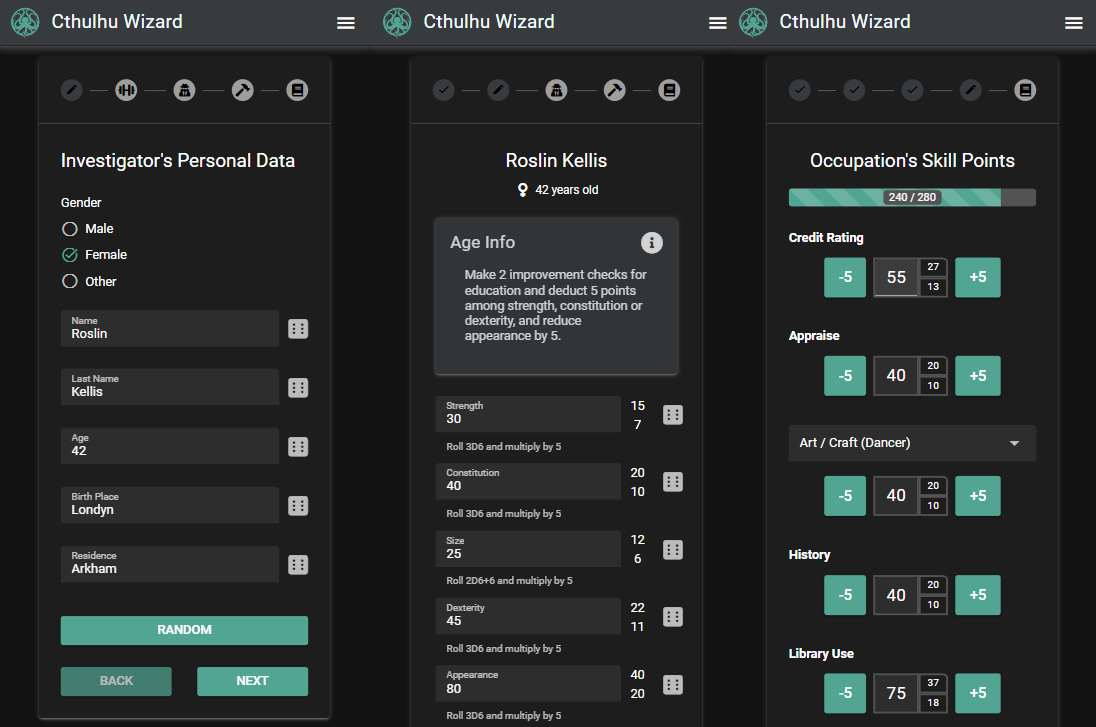 Cthulhu Wizard
Investigator's Personal Data
Gender
Male
Female
Other
Name
Roslin
Last Name
Kellis
Age
42
Birth Place
Londyn
Residence
Arkham
RANDOM
BACK
NEXT
Cthulhu Wizard
Roslin Kellis
42 years old
Age Info
Make 2 improvement checks for
education and deduct 5 points
among strength, constitution or
dexterity, and reduce
appearance by 5.
Strength
30
15
7
Roll 3D6 and multiply by 5
Constitution
40
20
10
Roll 3D6 and multiply by 5
Size
25
12
6
Roll 2D6+6 and multiply by 5
Dexterity
45
22
11
Roll 3D6 and multiply by 5
Appearance
80
40
20
Roll 3D6 and multiply by 5
Cthulhu Wizard
Occupation's Skill Points
240 / 280
Credit Rating
-5 55 27 +5
13
Appraise
-5 40 20 +5
10
Art / Craft (Dancer)
-5 40 20 +5
10
History
-5 40 20 +5
10
Library Use
-5 75 37 +5
18